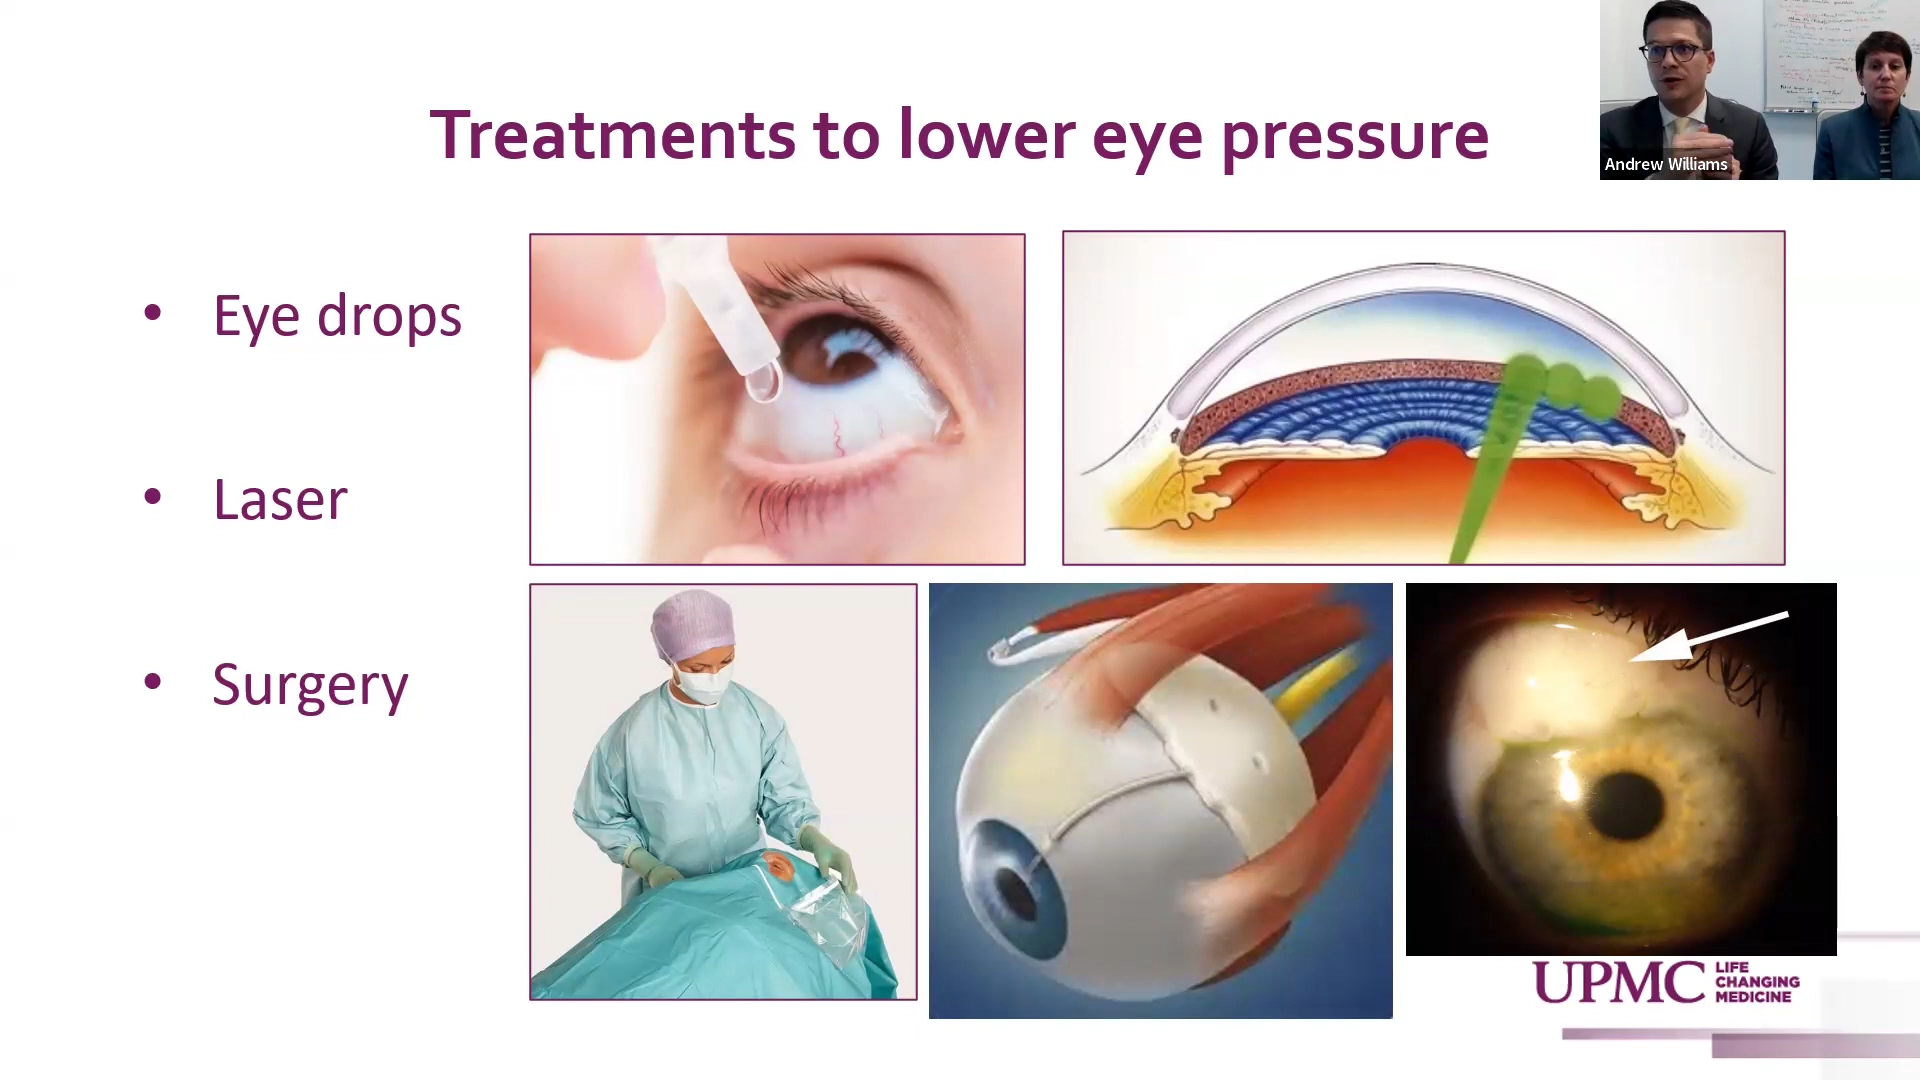 Treatments to lower eye pressure
Andrew Williams
• Eye drops
• Laser
• Surgery
UPMC LIFE
CHANGING
MEDICINE